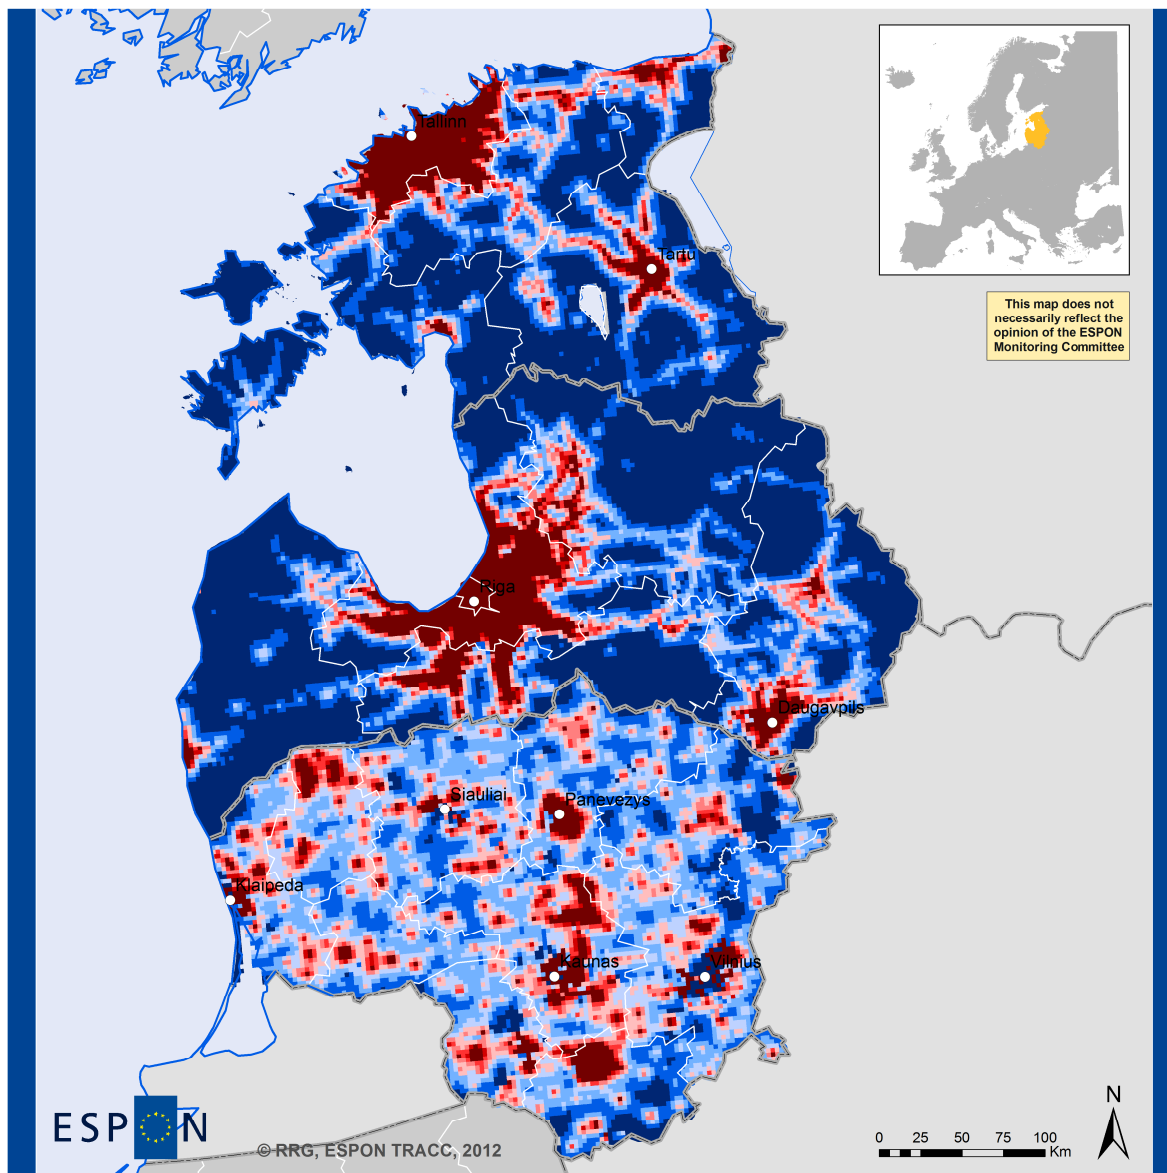 Tallinn
Tartu
This map does not
necessarily reflect the
opinion of the ESPON
Monitoring Committee
Riga
Daugavpils
Siauliai
Panevezys
Klaipeda
Kaunas
Vilnius
ESPON
© RRG, ESPON TRACC, 2012
N
0 25 50 75 100
Km